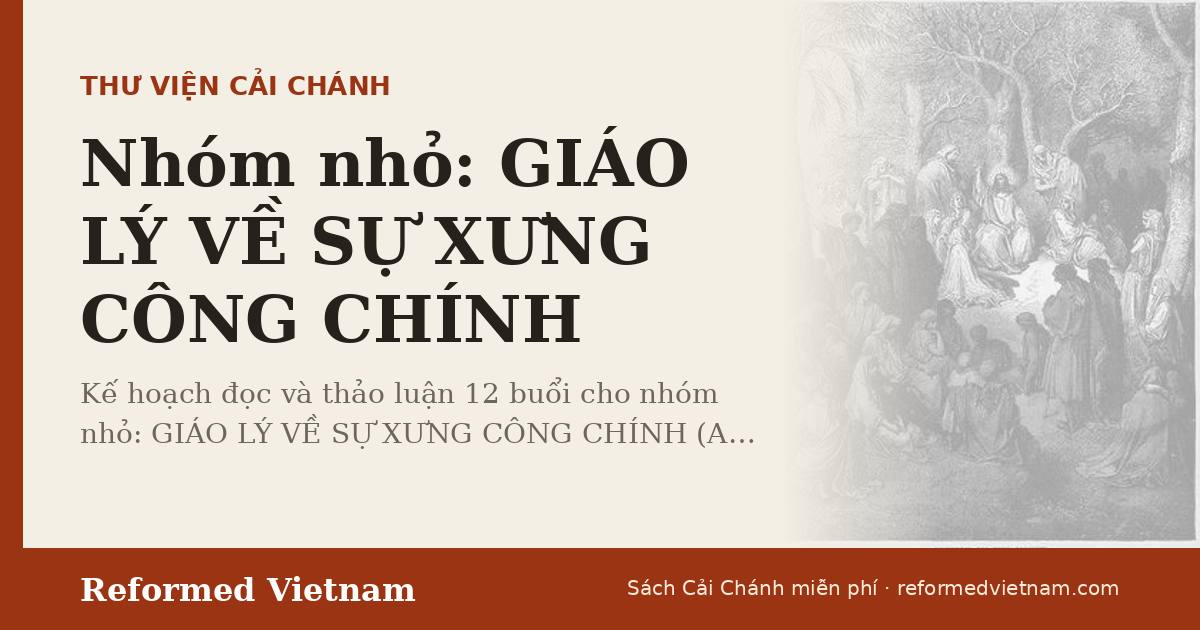 THƯ VIỆN CẢI CHÁNH
Nhóm nhỏ: GIÁO
LÝ VỀ SỰ XƯNG
CÔNG CHÍNH
Kế hoạch đọc và thảo luận 12 buổi cho nhóm
nhỏ: GIÁO LÝ VỀ SỰ XƯNG CÔNG CHÍNH (A...
Reformed Vietnam
Sách Cải Chánh miễn phí · reformedvietnam.com